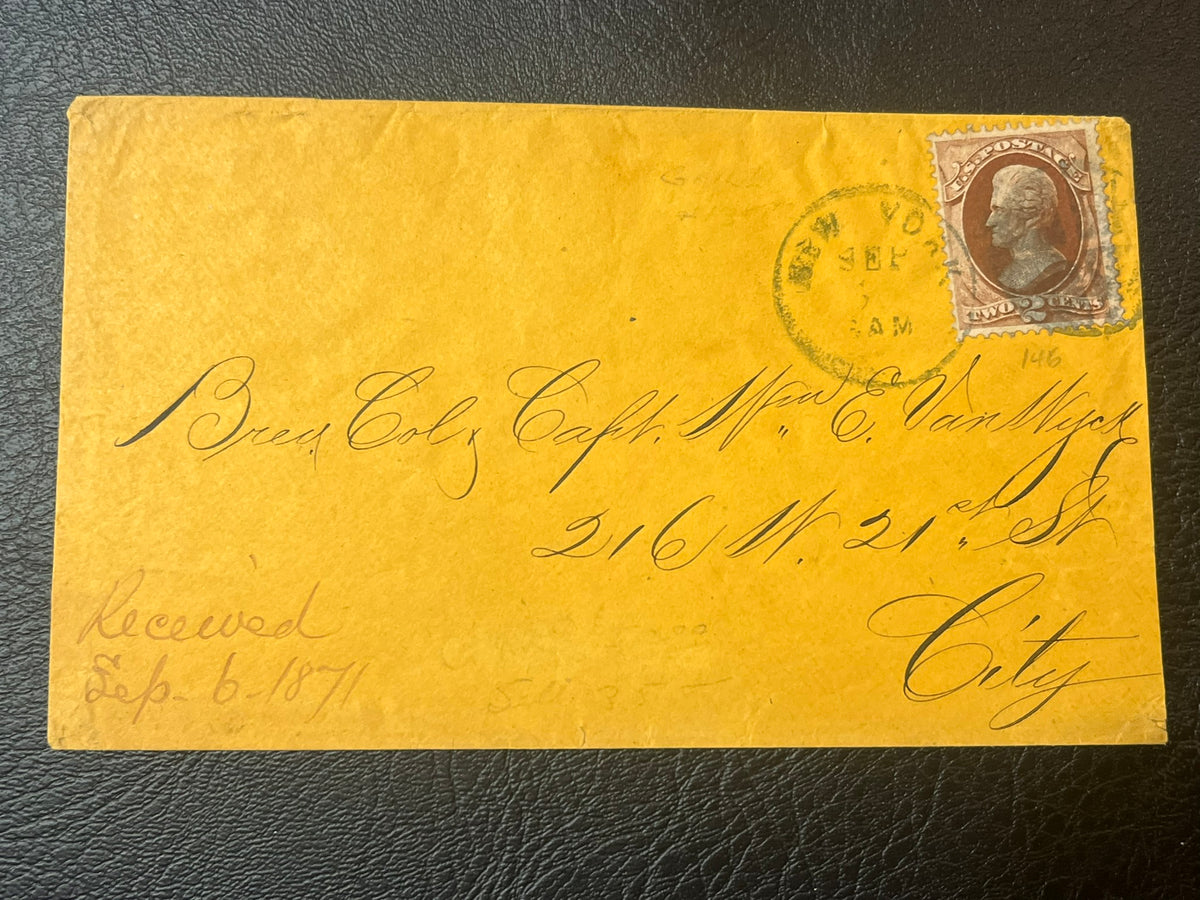 U.S. POSTAGE
TWO 2 CENTS
NEW YORK
SEP
AM
146
Brev. Col, Capt. Wm E. Van Wyck
216 W. 21st St
City
Received
Sep- 6-1871